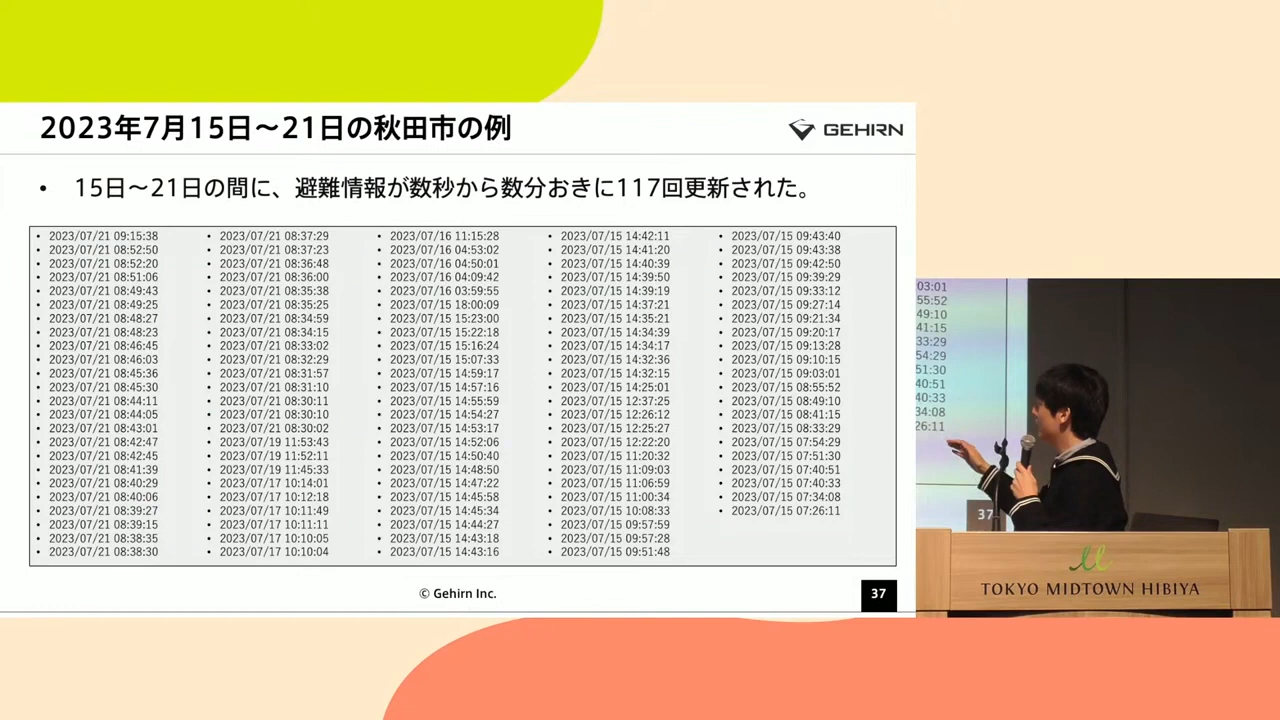 2023年7月15日〜21日の秋田市の例
GEHIRN
• 15日〜21日の間に、避難情報が数秒から数分おきに117回更新された。
• 2023/07/21 09:15:38
• 2023/07/21 08:52:50
• 2023/07/21 08:52:20
• 2023/07/21 08:51:06
• 2023/07/21 08:49:43
• 2023/07/21 08:49:25
• 2023/07/21 08:48:27
• 2023/07/21 08:48:23
• 2023/07/21 08:46:45
• 2023/07/21 08:46:03
• 2023/07/21 08:45:36
• 2023/07/21 08:45:30
• 2023/07/21 08:44:11
• 2023/07/21 08:44:05
• 2023/07/21 08:43:01
• 2023/07/21 08:42:47
• 2023/07/21 08:42:45
• 2023/07/21 08:41:39
• 2023/07/21 08:40:29
• 2023/07/21 08:40:06
• 2023/07/21 08:39:27
• 2023/07/21 08:39:15
• 2023/07/21 08:38:35
• 2023/07/21 08:38:30
• 2023/07/21 08:37:29
• 2023/07/21 08:37:23
• 2023/07/21 08:36:48
• 2023/07/21 08:36:00
• 2023/07/21 08:35:38
• 2023/07/21 08:35:25
• 2023/07/21 08:34:59
• 2023/07/21 08:34:15
• 2023/07/21 08:33:02
• 2023/07/21 08:32:29
• 2023/07/21 08:31:57
• 2023/07/21 08:31:10
• 2023/07/21 08:30:11
• 2023/07/21 08:30:10
• 2023/07/21 08:30:02
• 2023/07/19 11:53:43
• 2023/07/19 11:52:11
• 2023/07/19 11:45:33
• 2023/07/17 10:14:01
• 2023/07/17 10:12:18
• 2023/07/17 10:11:49
• 2023/07/17 10:11:11
• 2023/07/17 10:10:05
• 2023/07/17 10:10:04
• 2023/07/16 11:15:28
• 2023/07/16 04:53:02
• 2023/07/16 04:50:01
• 2023/07/16 04:09:42
• 2023/07/16 03:59:55
• 2023/07/15 18:00:09
• 2023/07/15 15:23:00
• 2023/07/15 15:22:18
• 2023/07/15 15:16:24
• 2023/07/15 15:07:33
• 2023/07/15 14:59:17
• 2023/07/15 14:57:16
• 2023/07/15 14:55:59
• 2023/07/15 14:54:27
• 2023/07/15 14:53:17
• 2023/07/15 14:52:06
• 2023/07/15 14:50:40
• 2023/07/15 14:48:50
• 2023/07/15 14:47:22
• 2023/07/15 14:45:58
• 2023/07/15 14:45:34
• 2023/07/15 14:44:27
• 2023/07/15 14:43:18
• 2023/07/15 14:43:16
• 2023/07/15 14:42:11
• 2023/07/15 14:41:20
• 2023/07/15 14:40:39
• 2023/07/15 14:39:50
• 2023/07/15 14:39:19
• 2023/07/15 14:37:21
• 2023/07/15 14:35:21
• 2023/07/15 14:34:39
• 2023/07/15 14:34:17
• 2023/07/15 14:32:36
• 2023/07/15 14:32:15
• 2023/07/15 14:25:01
• 2023/07/15 12:37:25
• 2023/07/15 12:26:12
• 2023/07/15 12:25:27
• 2023/07/15 12:22:20
• 2023/07/15 11:20:32
• 2023/07/15 11:09:03
• 2023/07/15 11:06:59
• 2023/07/15 11:00:34
• 2023/07/15 10:08:33
• 2023/07/15 09:57:59
• 2023/07/15 09:57:28
• 2023/07/15 09:51:48
• 2023/07/15 09:43:40
• 2023/07/15 09:43:38
• 2023/07/15 09:42:50
• 2023/07/15 09:39:29
• 2023/07/15 09:33:12
• 2023/07/15 09:27:14
• 2023/07/15 09:21:34
• 2023/07/15 09:20:17
• 2023/07/15 09:13:28
• 2023/07/15 09:10:15
• 2023/07/15 09:03:01
• 2023/07/15 08:55:52
• 2023/07/15 08:49:10
• 2023/07/15 08:41:15
• 2023/07/15 08:33:29
• 2023/07/15 07:54:29
• 2023/07/15 07:51:30
• 2023/07/15 07:40:51
• 2023/07/15 07:40:33
• 2023/07/15 07:34:08
• 2023/07/15 07:26:11
© Gehirn Inc.
37
03:01
55:52
49:10
41:15
33:29
54:29
51:30
40:51
40:33
34:08
26:11
37
TOKYO MIDTOWN HIBIYA